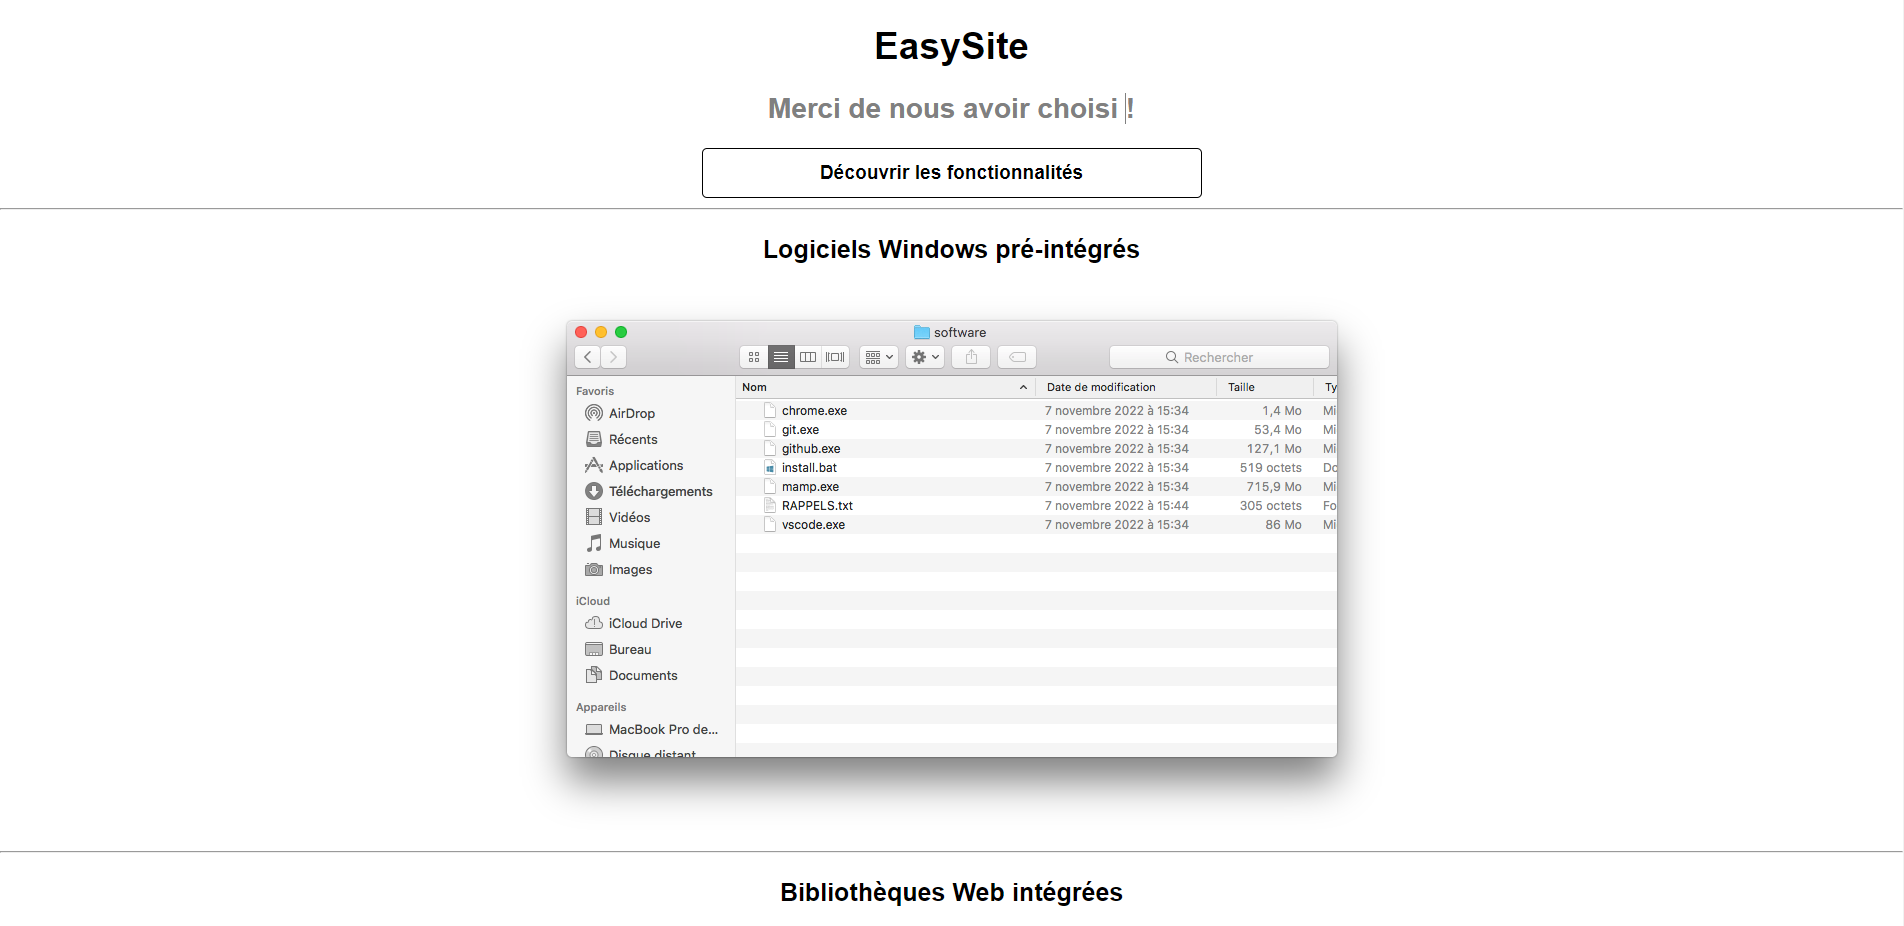 EasySite
Merci de nous avoir choisi !
Découvrir les fonctionnalités
Logiciels Windows pré-intégrés
software
Rechercher
Favoris
AirDrop
Récents
Applications
Téléchargements
Vidéos
Musique
Images
iCloud
iCloud Drive
Bureau
Documents
Appareils
MacBook Pro de...
Disque distant
Nom Date de modification Taille Ty
chrome.exe 7 novembre 2022 à 15:34 1,4 Mo Mi
git.exe 7 novembre 2022 à 15:34 53,4 Mo Mi
github.exe 7 novembre 2022 à 15:34 127,1 Mo Mi
install.bat 7 novembre 2022 à 15:34 519 octets Do
mamp.exe 7 novembre 2022 à 15:34 715,9 Mo Mi
RAPPELS.txt 7 novembre 2022 à 15:44 305 octets Fo
vscode.exe 7 novembre 2022 à 15:34 86 Mo Mi
Bibliothèques Web intégrées